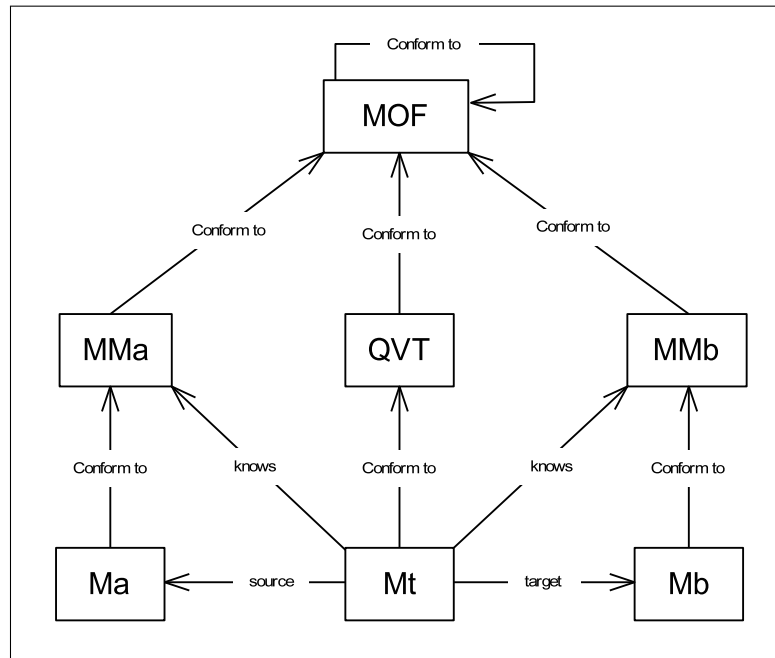 Conform to
MOF
Conform to
Conform to
Conform to
MMa
QVT
MMb
Conform to
knows
Conform to
knows
Conform to
Ma
source
Mt
target
Mb